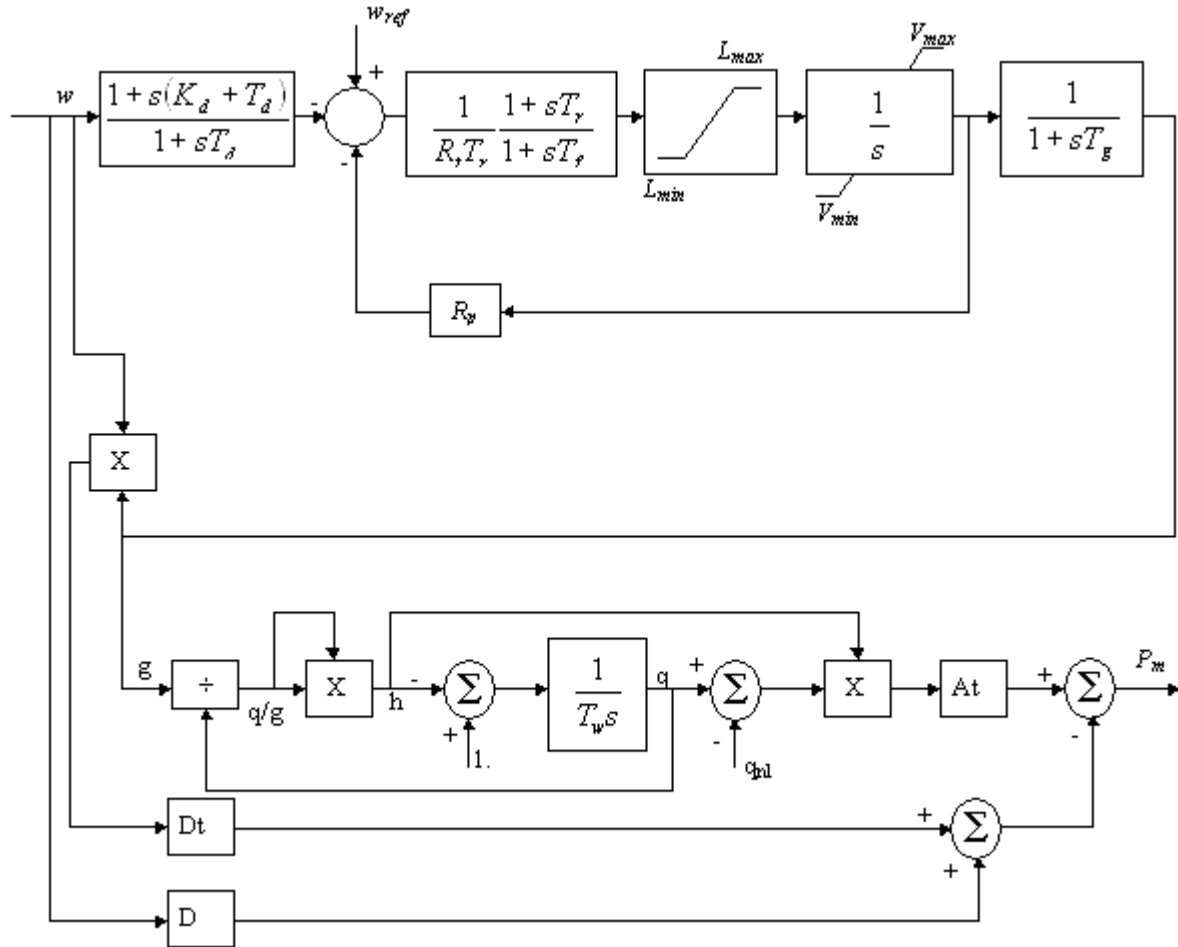 w_ref
+
w
1 + s(K_d + T_d)
1 + sT_d
-
-
1
R_r T_r
1 + sT_r
1 + sT_f
L_max
L_min
V_max
1
s
V_min
1
1 + sT_g
R_p
X
g
÷
q/g
X
-
h
Σ
+
1.
1
T_w s
q
+
Σ
-
q_nl
X
At
+
Σ
-
P_m
Dt
+
Σ
+
D